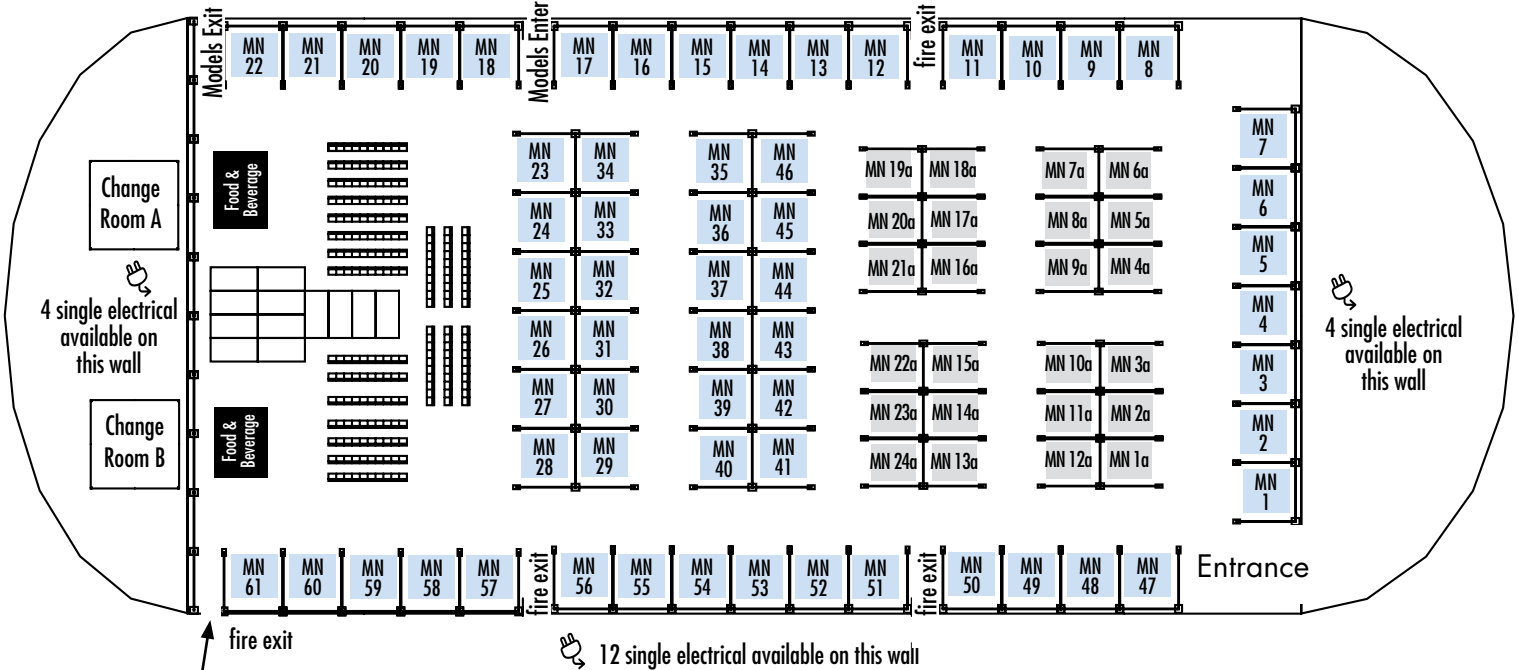 Models Exit
MN
22
MN
21
MN
20
MN
19
MN
18
Models Enter
MN
17
MN
16
MN
15
MN
14
MN
13
MN
12
fire exit
MN
11
MN
10
MN
9
MN
8
MN
7
MN
6
MN
5
MN
4
MN
3
MN
2
MN
1
Change
Room A
Food &
Beverage
4 single electrical
available on
this wall
Change
Room B
Food &
Beverage
MN
23
MN
34
MN
24
MN
33
MN
25
MN
32
MN
26
MN
31
MN
27
MN
30
MN
28
MN
29
MN
35
MN
46
MN
36
MN
45
MN
37
MN
44
MN
38
MN
43
MN
39
MN
42
MN
40
MN
41
MN 19a
MN 18a
MN 20a
MN 17a
MN 21a
MN 16a
MN 7a
MN 6a
MN 8a
MN 5a
MN 9a
MN 4a
MN 22a
MN 15a
MN 23a
MN 14a
MN 24a
MN 13a
MN 10a
MN 3a
MN 11a
MN 2a
MN 12a
MN 1a
4 single electrical
available on
this wall
MN
61
MN
60
MN
59
MN
58
MN
57
fire exit
MN
56
MN
55
MN
54
MN
53
MN
52
MN
51
fire exit
MN
50
MN
49
MN
48
MN
47
Entrance
fire exit
12 single electrical available on this wall